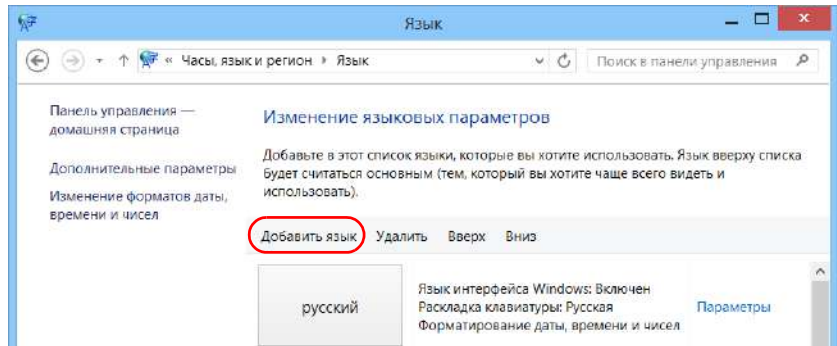 Язык
« Часы, язык и регион ▸ Язык
Поиск в панели управления
Панель управления —
домашняя страница
Дополнительные параметры
Изменение форматов даты,
времени и чисел
Изменение языковых параметров
Добавьте в этот список языки, которые вы хотите использовать. Язык вверху списка
будет считаться основным (тем, который вы хотите чаще всего видеть и
использовать).
Добавить язык Удалить Вверх Вниз
русский
Язык интерфейса Windows: Включен
Раскладка клавиатуры: Русская
Форматирование даты, времени и чисел
Параметры